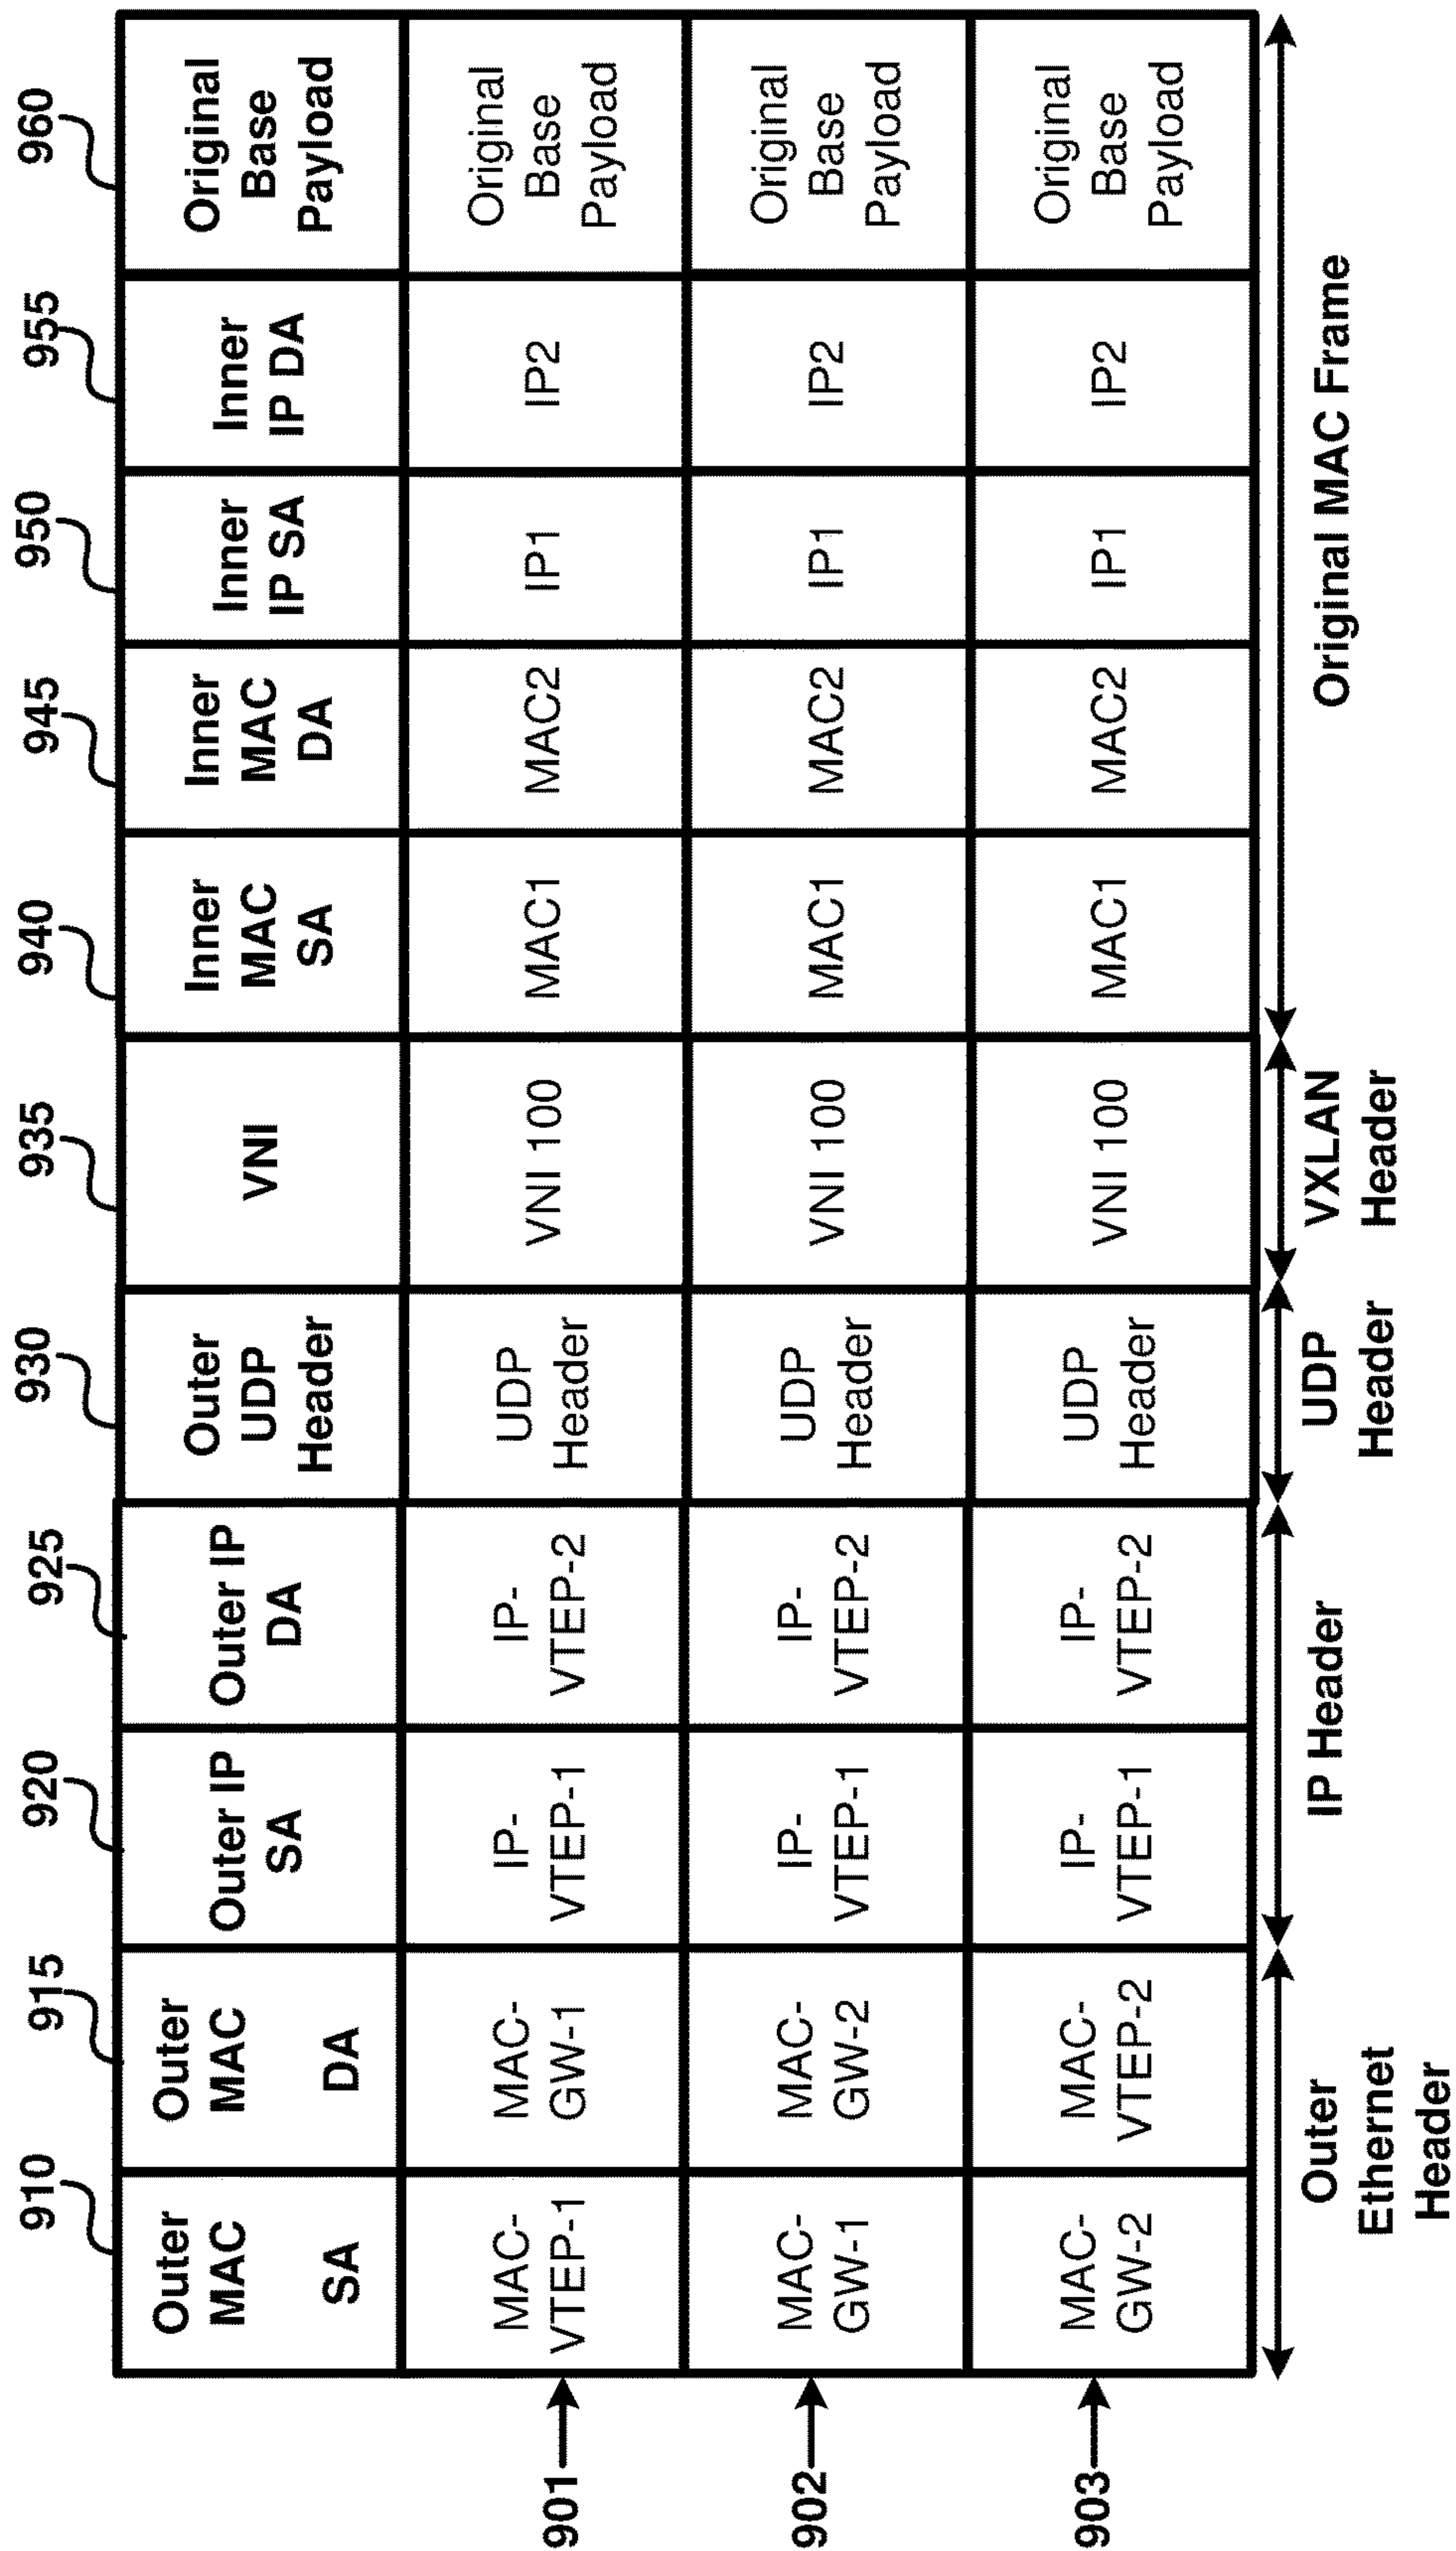 910
915
920
925
930
935
940
945
950
955
960
Outer
MAC
SA
Outer
MAC
DA
Outer IP
SA
Outer IP
DA
Outer
UDP
Header
VNI
Inner
MAC
SA
Inner
MAC
DA
Inner
IP SA
Inner
IP DA
Original
Base
Payload
901
MAC-
VTEP-1
MAC-
GW-1
IP-
VTEP-1
IP-
VTEP-2
UDP
Header
VNI 100
MAC1
MAC2
IP1
IP2
Original
Base
Payload
902
MAC-
GW-1
MAC-
GW-2
IP-
VTEP-1
IP-
VTEP-2
UDP
Header
VNI 100
MAC1
MAC2
IP1
IP2
Original
Base
Payload
903
MAC-
GW-2
MAC-
VTEP-2
IP-
VTEP-1
IP-
VTEP-2
UDP
Header
VNI 100
MAC1
MAC2
IP1
IP2
Original
Base
Payload
Outer
Ethernet
Header
IP Header
UDP
Header
VXLAN
Header
Original MAC Frame